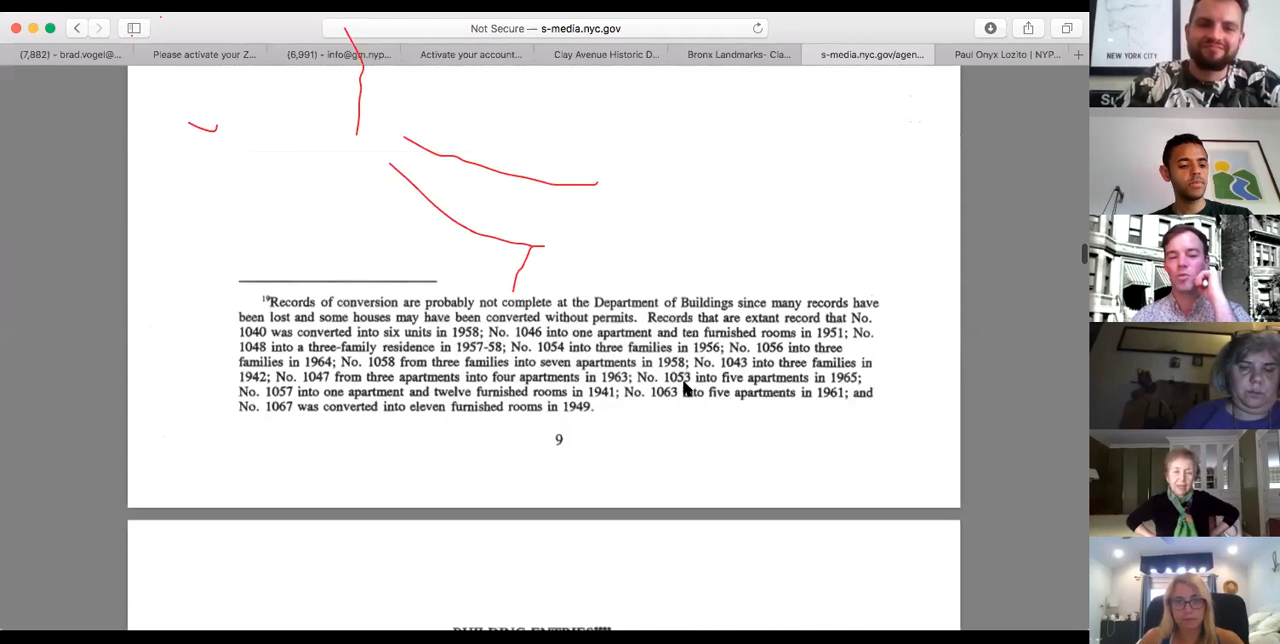 Not Secure — s-media.nyc.gov
(7,882) - brad.vogel@...
Please activate your Z...
(6,991) - info@gm.nypp...
Activate your account...
Clay Avenue Historic D...
Bronx Landmarks- Cla...
s-media.nyc.gov/agen...
Paul Onyx Lozito | NYP...
NEW YORK CITY
19Records of conversion are probably not complete at the Department of Buildings since many records have
been lost and some houses may have been converted without permits. Records that are extant record that No.
1040 was converted into six units in 1958; No. 1046 into one apartment and ten furnished rooms in 1951; No.
1048 into a three-family residence in 1957-58; No. 1054 into three families in 1956; No. 1056 into three
families in 1964; No. 1058 from three families into seven apartments in 1958; No. 1043 into three families in
1942; No. 1047 from three apartments into four apartments in 1963; No. 1053 into five apartments in 1965;
No. 1057 into one apartment and twelve furnished rooms in 1941; No. 1063 into five apartments in 1961; and
No. 1067 was converted into eleven furnished rooms in 1949.
9